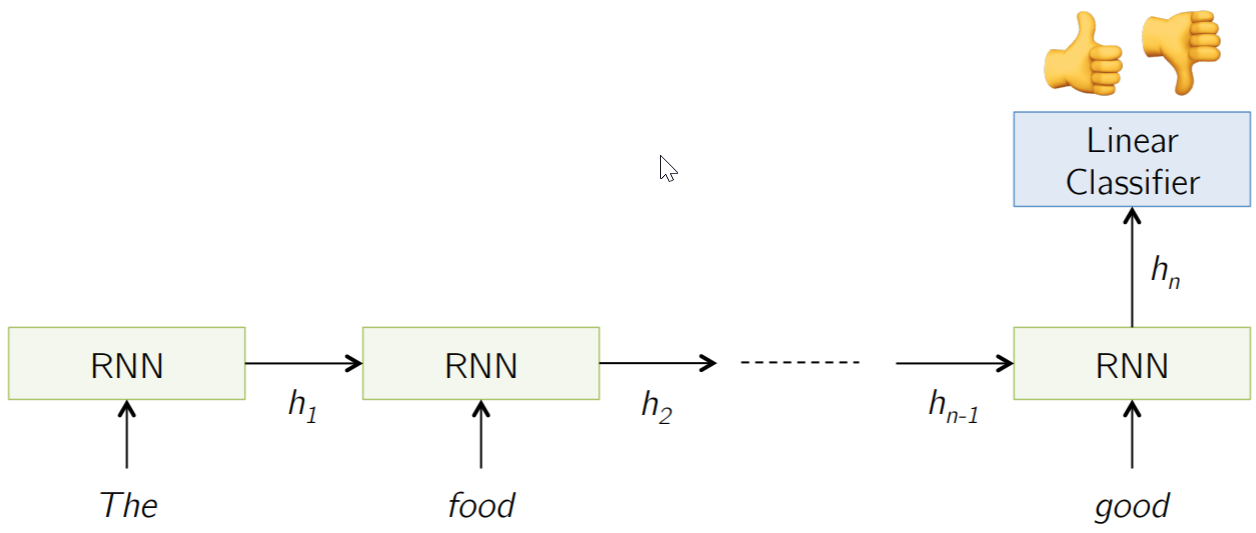 Linear
Classifier
hₙ
RNN
RNN
RNN
h₁
h₂
hₙ₋₁
The
food
good